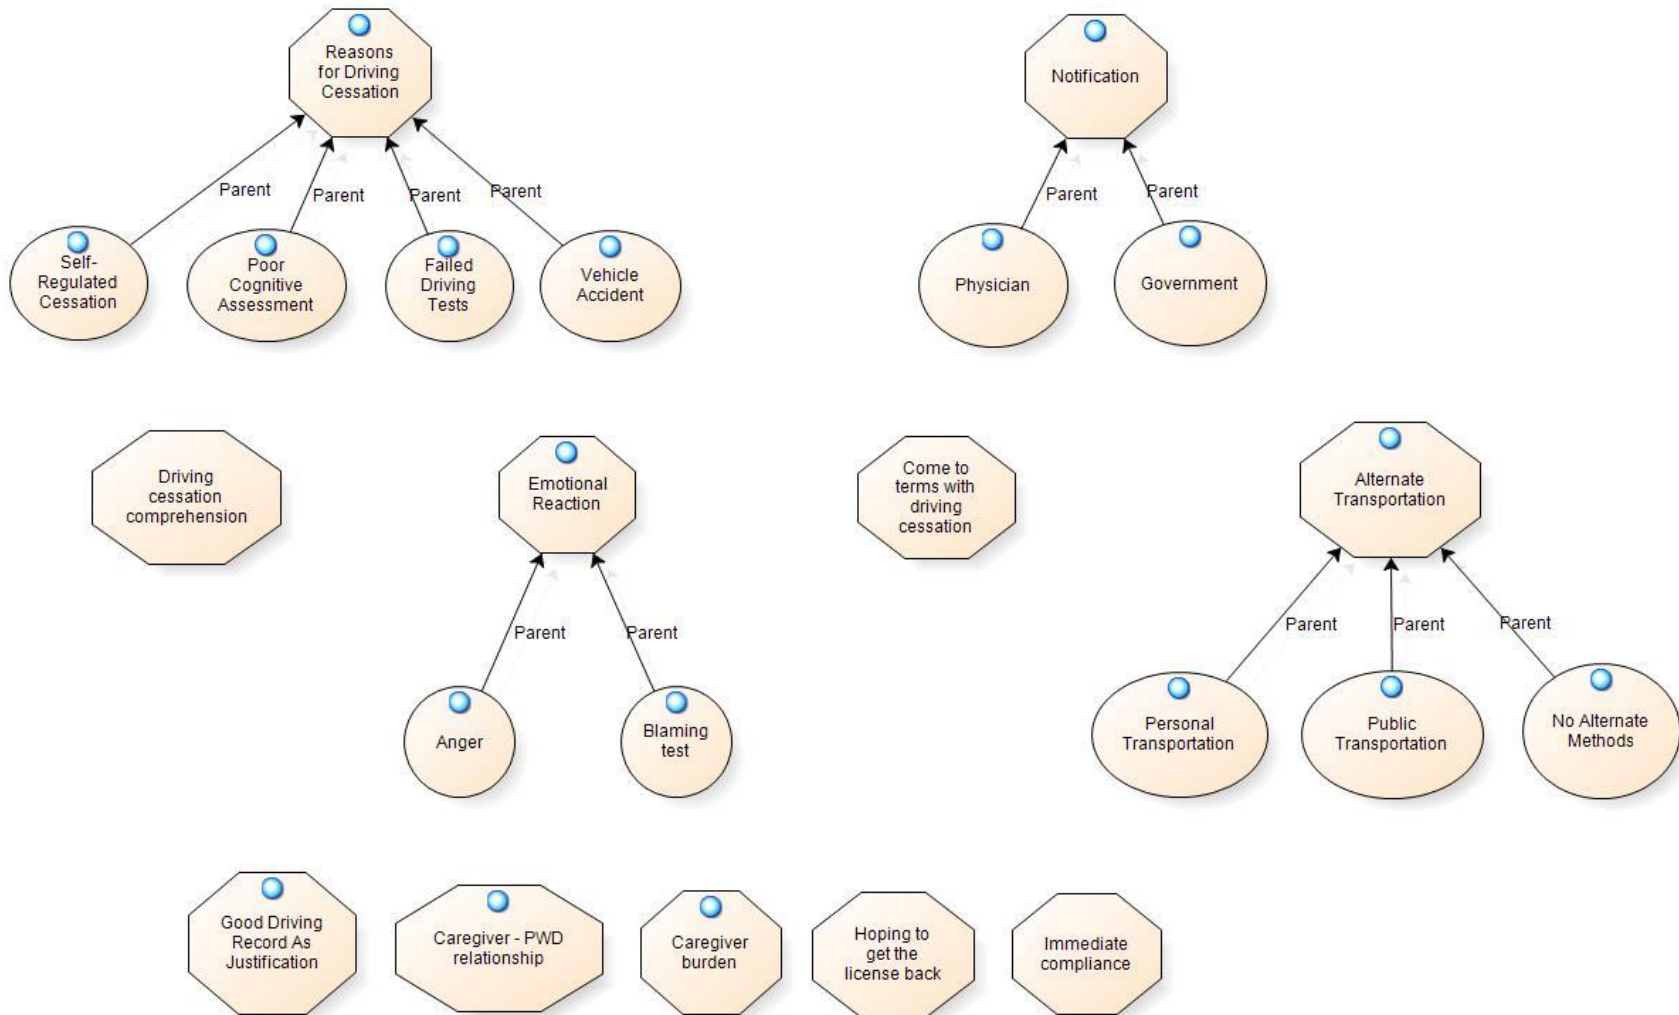 Reasons
for Driving
Cessation
Notification
Parent
Parent
Parent
Parent
Parent
Parent
Self-
Regulated
Cessation
Poor
Cognitive
Assessment
Failed
Driving
Tests
Vehicle
Accident
Physician
Government
Driving
cessation
comprehension
Emotional
Reaction
Come to
terms with
driving
cessation
Alternate
Transportation
Parent
Parent
Parent
Parent
Parent
Anger
Blaming
test
Personal
Transportation
Public
Transportation
No Alternate
Methods
Good Driving
Record As
Justification
Caregiver - PWD
relationship
Caregiver
burden
Hoping to
get the
license back
Immediate
compliance